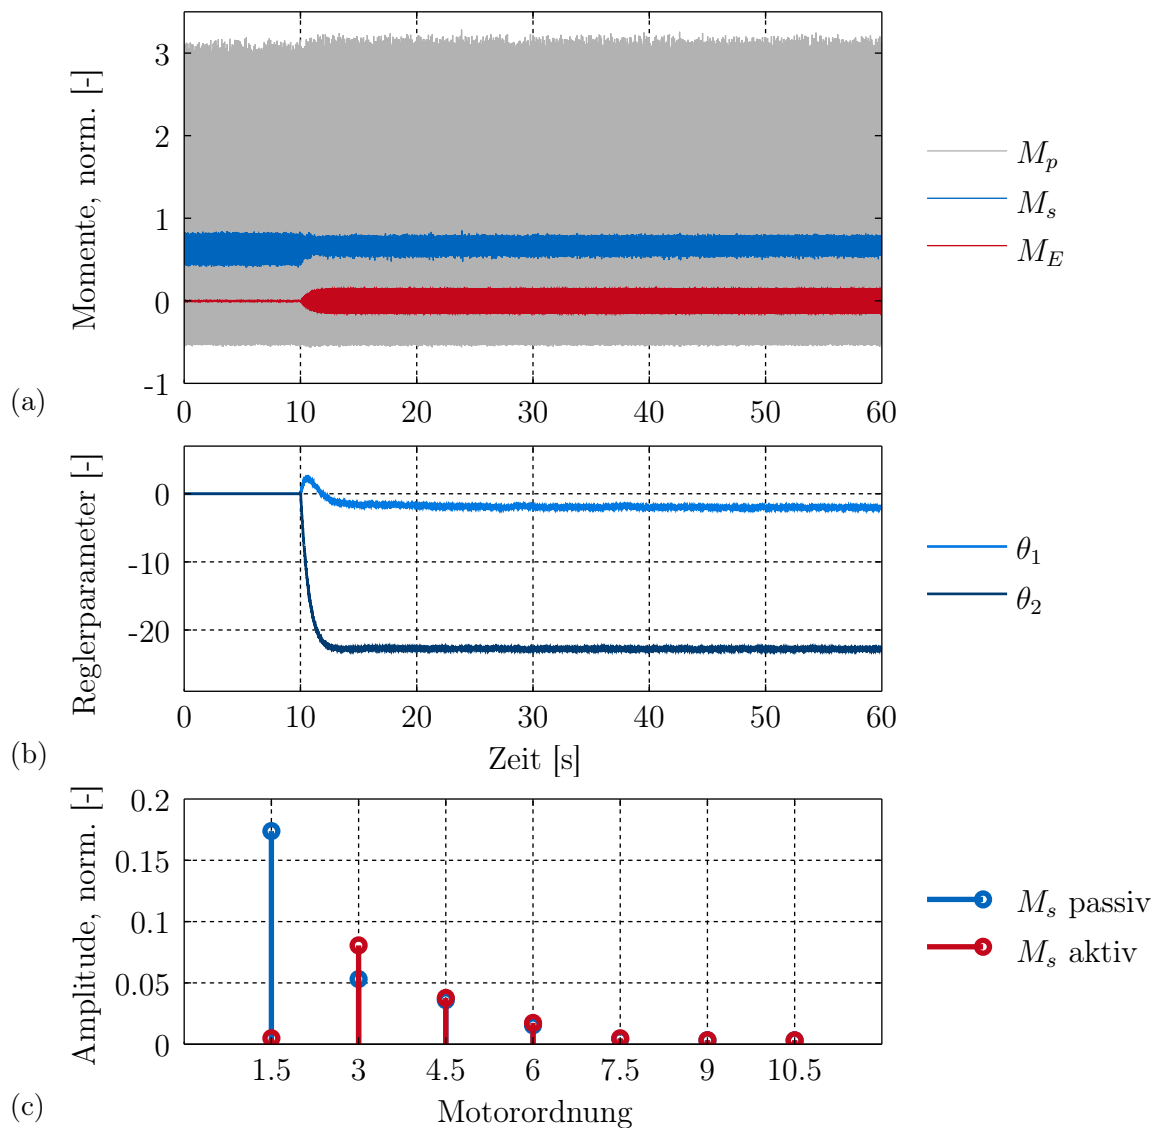 Momente, norm. [-]
3
2
1
0
-1
0 10 20 30 40 50 60
M_p
M_s
M_E
(a)
Reglerparameter [-]
0
-10
-20
0 10 20 30 40 50 60
Zeit [s]
θ_1
θ_2
(b)
Amplitude, norm. [-]
0.2
0.15
0.1
0.05
0
1.5 3 4.5 6 7.5 9 10.5
Motorordnung
M_s passiv
M_s aktiv
(c)